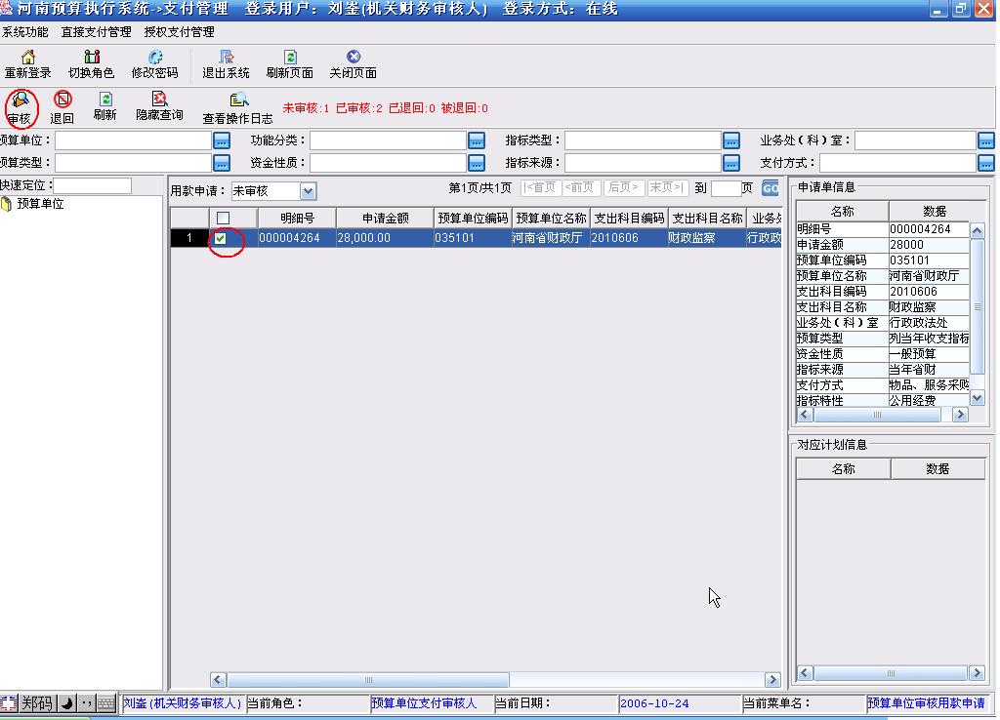 河南预算执行系统->支付管理 登录用户: 刘崟(机关财务审核人) 登录方式: 在线
系统功能 直接支付管理 授权支付管理
重新登录 切换角色 修改密码 退出系统 刷新页面 关闭页面
审核 退回 刷新 隐藏查询 查看操作日志 未审核:1 已审核:2 已退回:0 被退回:0
预算单位: 功能分类: 指标类型: 业务处(科)室:
预算类型: 资金性质: 指标来源: 支付方式:
快速定位:
预算单位
用款申请: 未审核 第1页/共1页 |<首页 <前页 后页> 末页>| 到 页 GO
明细号 申请金额 预算单位编码 预算单位名称 支出科目编码 支出科目名称 业务处
1 000004264 28,000.00 035101 河南省财政厅 2010606 财政监察 行政政
申请单信息
名称 数据
明细号 000004264
申请金额 28000
预算单位编码 035101
预算单位名称 河南省财政厅
支出科目编码 2010606
支出科目名称 财政监察
业务处(科)室 行政政法处
预算类型 列当年收支指标
资金性质 一般预算
指标来源 当年省财
支付方式 物品、服务采购
指标特性 公用经费
对应计划信息
名称 数据
郑码 刘崟(机关财务审核人) 当前角色: 预算单位支付审核人 当前日期: 2006-10-24 当前菜单名: 预算单位审核用款申请